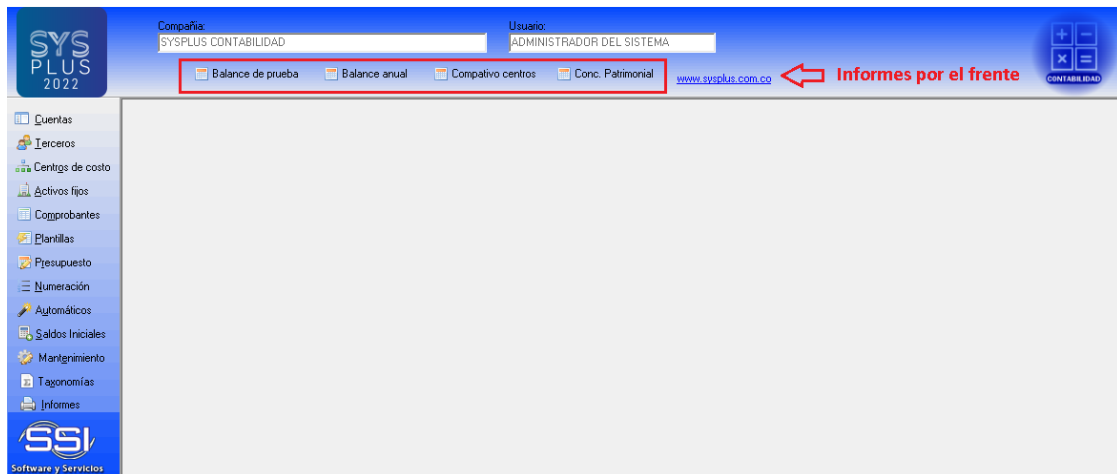 SYS
PLUS
2022
Compañia:
SYSPLUS CONTABILIDAD
Usuario:
ADMINISTRADOR DEL SISTEMA
Balance de prueba
Balance anual
Compativo centros
Conc. Patrimonial
www.sysplus.com.co
Informes por el frente
CONTABILIDAD
Cuentas
Terceros
Centros de costo
Activos fijos
Comprobantes
Plantillas
Presupuesto
Numeración
Automáticos
Saldos Iniciales
Mantenimiento
Taxonomías
Informes
SSI
Software y Servicios